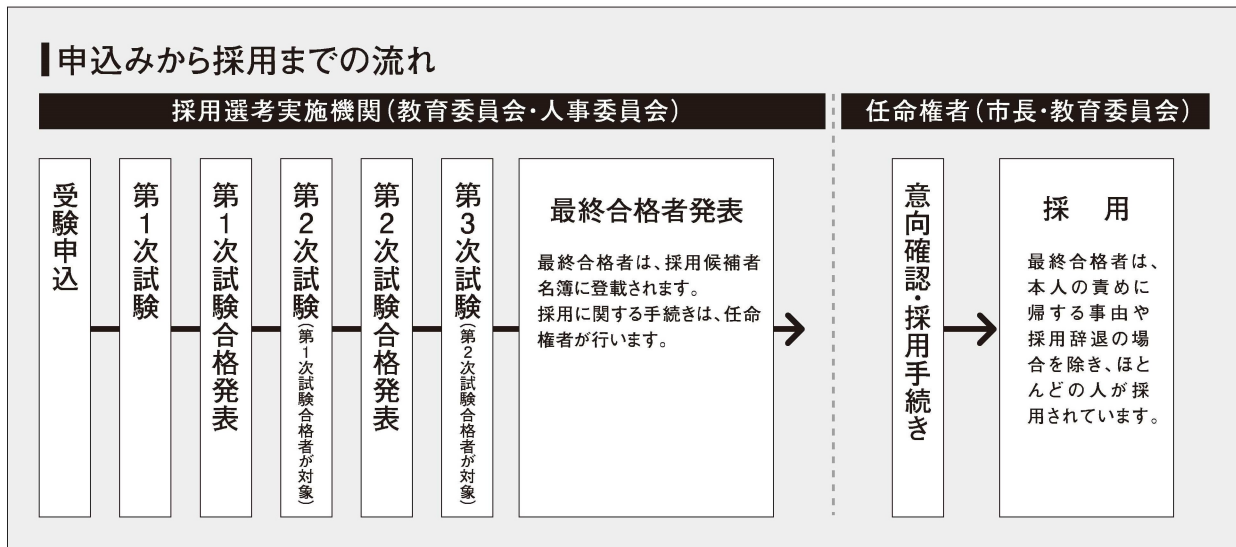 申込みから採用までの流れ
採用選考実施機関（教育委員会・人事委員会）
任命権者（市長・教育委員会）
受験申込
第1次試験
第1次試験合格発表
第2次試験（第1次試験合格者が対象）
第2次試験合格発表
第3次試験（第2次試験合格者が対象）
最終合格者発表
最終合格者は、採用候補者
名簿に登載されます。
採用に関する手続きは、任命
権者が行います。
意向確認・採用手続き
採　用
最終合格者は、
本人の責めに
帰する事由や
採用辞退の場
合を除き、ほと
んどの人が採
用されています。